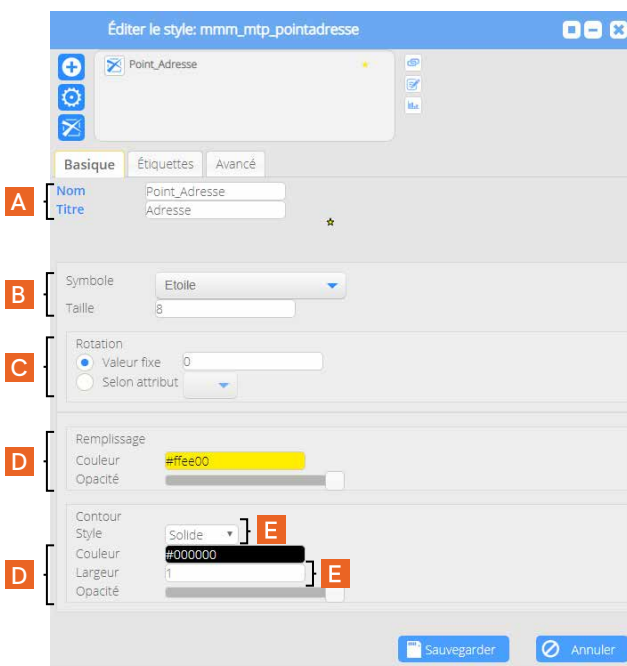 Éditer le style: mmm_mtp_pointadresse
Point_Adresse
Basique Étiquettes Avancé
A
Nom Point_Adresse
Titre Adresse
B
Symbole Etoile
Taille 8
C
Rotation
Valeur fixe 0
Selon attribut
D
Remplissage
Couleur #ffee00
Opacité
Contour
Style Solide E
D
Couleur #000000
Largeur 1 E
Opacité
Sauvegarder Annuler